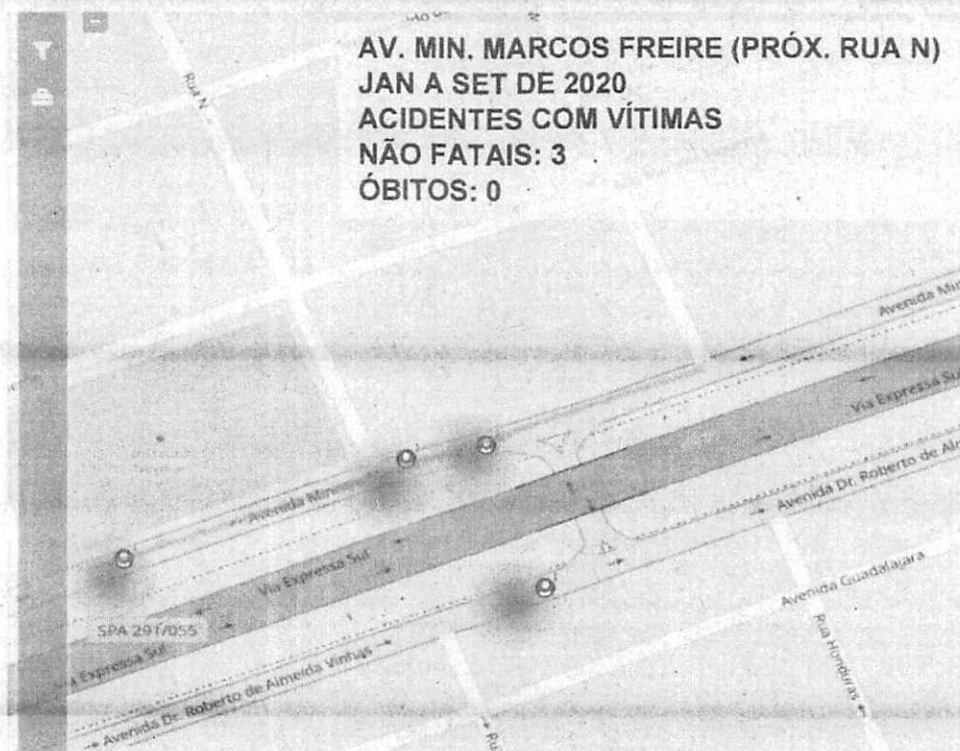 AV. MIN. MARCOS FREIRE (PRÓX. RUA N)
JAN A SET DE 2020
ACIDENTES COM VÍTIMAS
NÃO FATAIS: 3
ÓBITOS: 0
Rua N
Avenida Min
Via Expressa Sul
Avenida Dr. Roberto de Alm
Avenida Min
Via Expressa Sul
Avenida Guadalajara
SPA 291/055
Rua Honduras
a Expressa Sul
Avenida Dr. Roberto de Almeida Vinhas
Ru